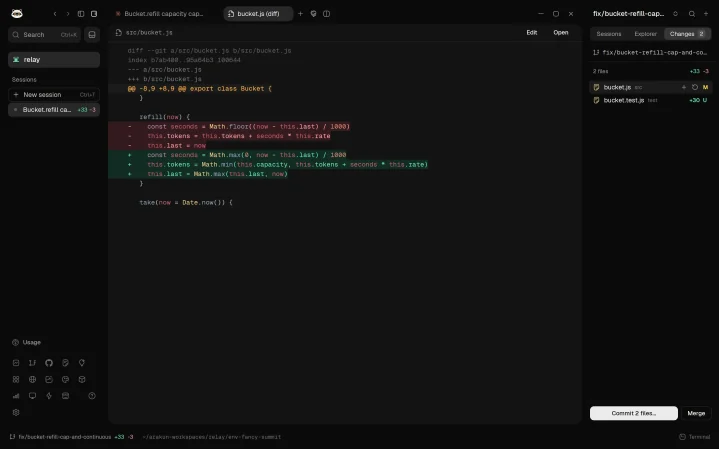 Bucket.refill capacity cap...
bucket.js (diff)
fix/bucket-refill-cap...
Search
Ctrl+K
src/bucket.js
Edit
Open
Sessions
Explorer
Changes 2
relay
diff --git a/src/bucket.js b/src/bucket.js
--- a/src/bucket.js
+++ b/src/bucket.js
fix/bucket-refill-cap-and-co...
2 files
+33 -3
Sessions
New session
@@ -8,9 +8,9 @@ export class Bucket {
}
bucket.js src
M
Bucket.refill ca... +33 -3
bucket.test.js test
+30 U
refill(now) {
- const seconds = Math.floor((now - this.last) / 1000)
- this.tokens = this.tokens + seconds * this.rate
- this.last = now
+ const seconds = Math.max(0, now - this.last) / 1000
+ this.tokens = Math.min(this.capacity, this.tokens + seconds * this.rate)
+ this.last = Math.max(this.last, now)
}
take(now = Date.now()) {
Usage
Commit 2 files...
Merge
fix/bucket-refill-cap-and-continuous +33 -3
Terminal